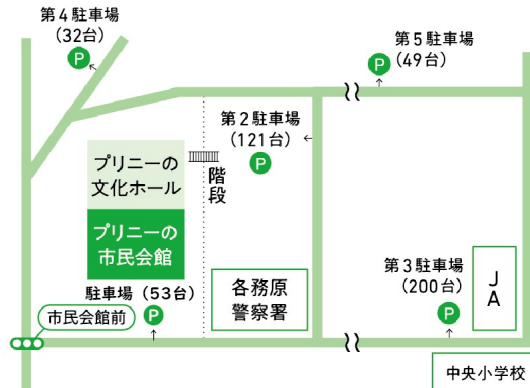 第4駐車場
(32台)
P
第5駐車場
(49台)
P
第2駐車場
(121台)
P
階段
プリニーの
文化ホール
プリニーの
市民会館
駐車場(53台)
P
市民会館前
各務原
警察署
第3駐車場
(200台)
P
JA
中央小学校